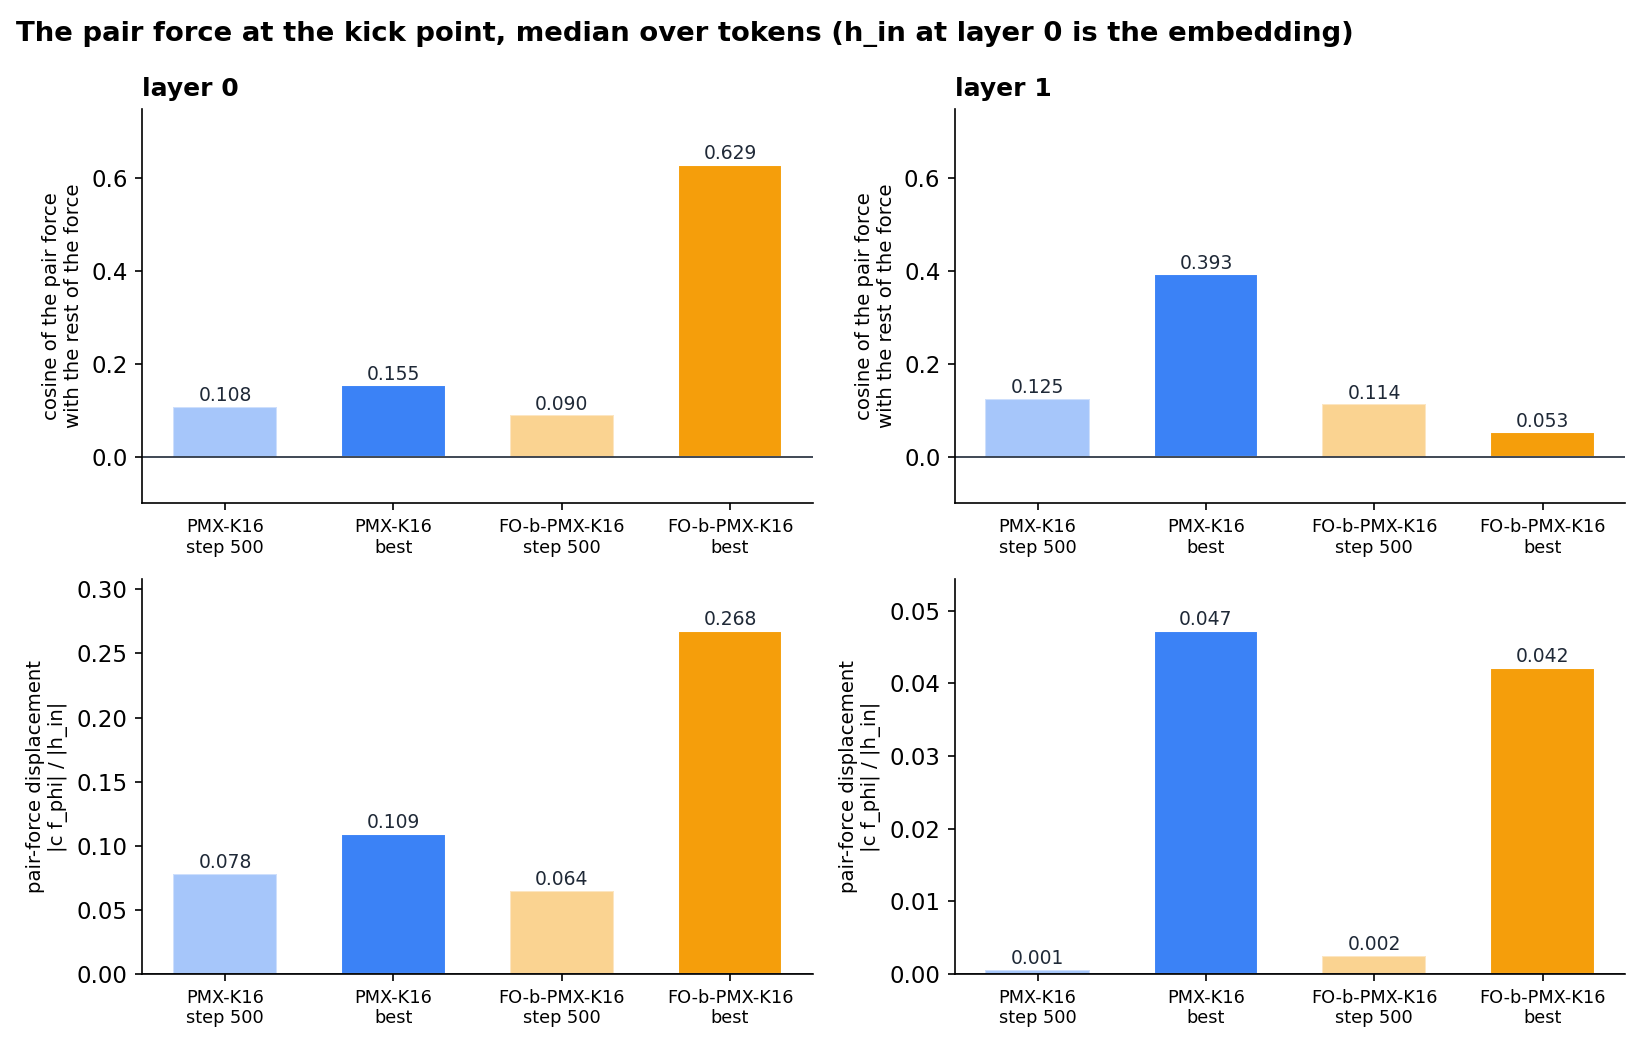 The pair force at the kick point, median over tokens (h_in at layer 0 is the embedding)
layer 0
cosine of the pair force
with the rest of the force
0.6
0.4
0.2
0.0
0.108
0.155
0.090
0.629
PMX-K16
step 500
PMX-K16
best
FO-b-PMX-K16
step 500
FO-b-PMX-K16
best
layer 1
cosine of the pair force
with the rest of the force
0.6
0.4
0.2
0.0
0.125
0.393
0.114
0.053
PMX-K16
step 500
PMX-K16
best
FO-b-PMX-K16
step 500
FO-b-PMX-K16
best
pair-force displacement
|c f_phi| / |h_in|
0.30
0.25
0.20
0.15
0.10
0.05
0.00
0.078
0.109
0.064
0.268
PMX-K16
step 500
PMX-K16
best
FO-b-PMX-K16
step 500
FO-b-PMX-K16
best
pair-force displacement
|c f_phi| / |h_in|
0.05
0.04
0.03
0.02
0.01
0.00
0.001
0.047
0.002
0.042
PMX-K16
step 500
PMX-K16
best
FO-b-PMX-K16
step 500
FO-b-PMX-K16
best